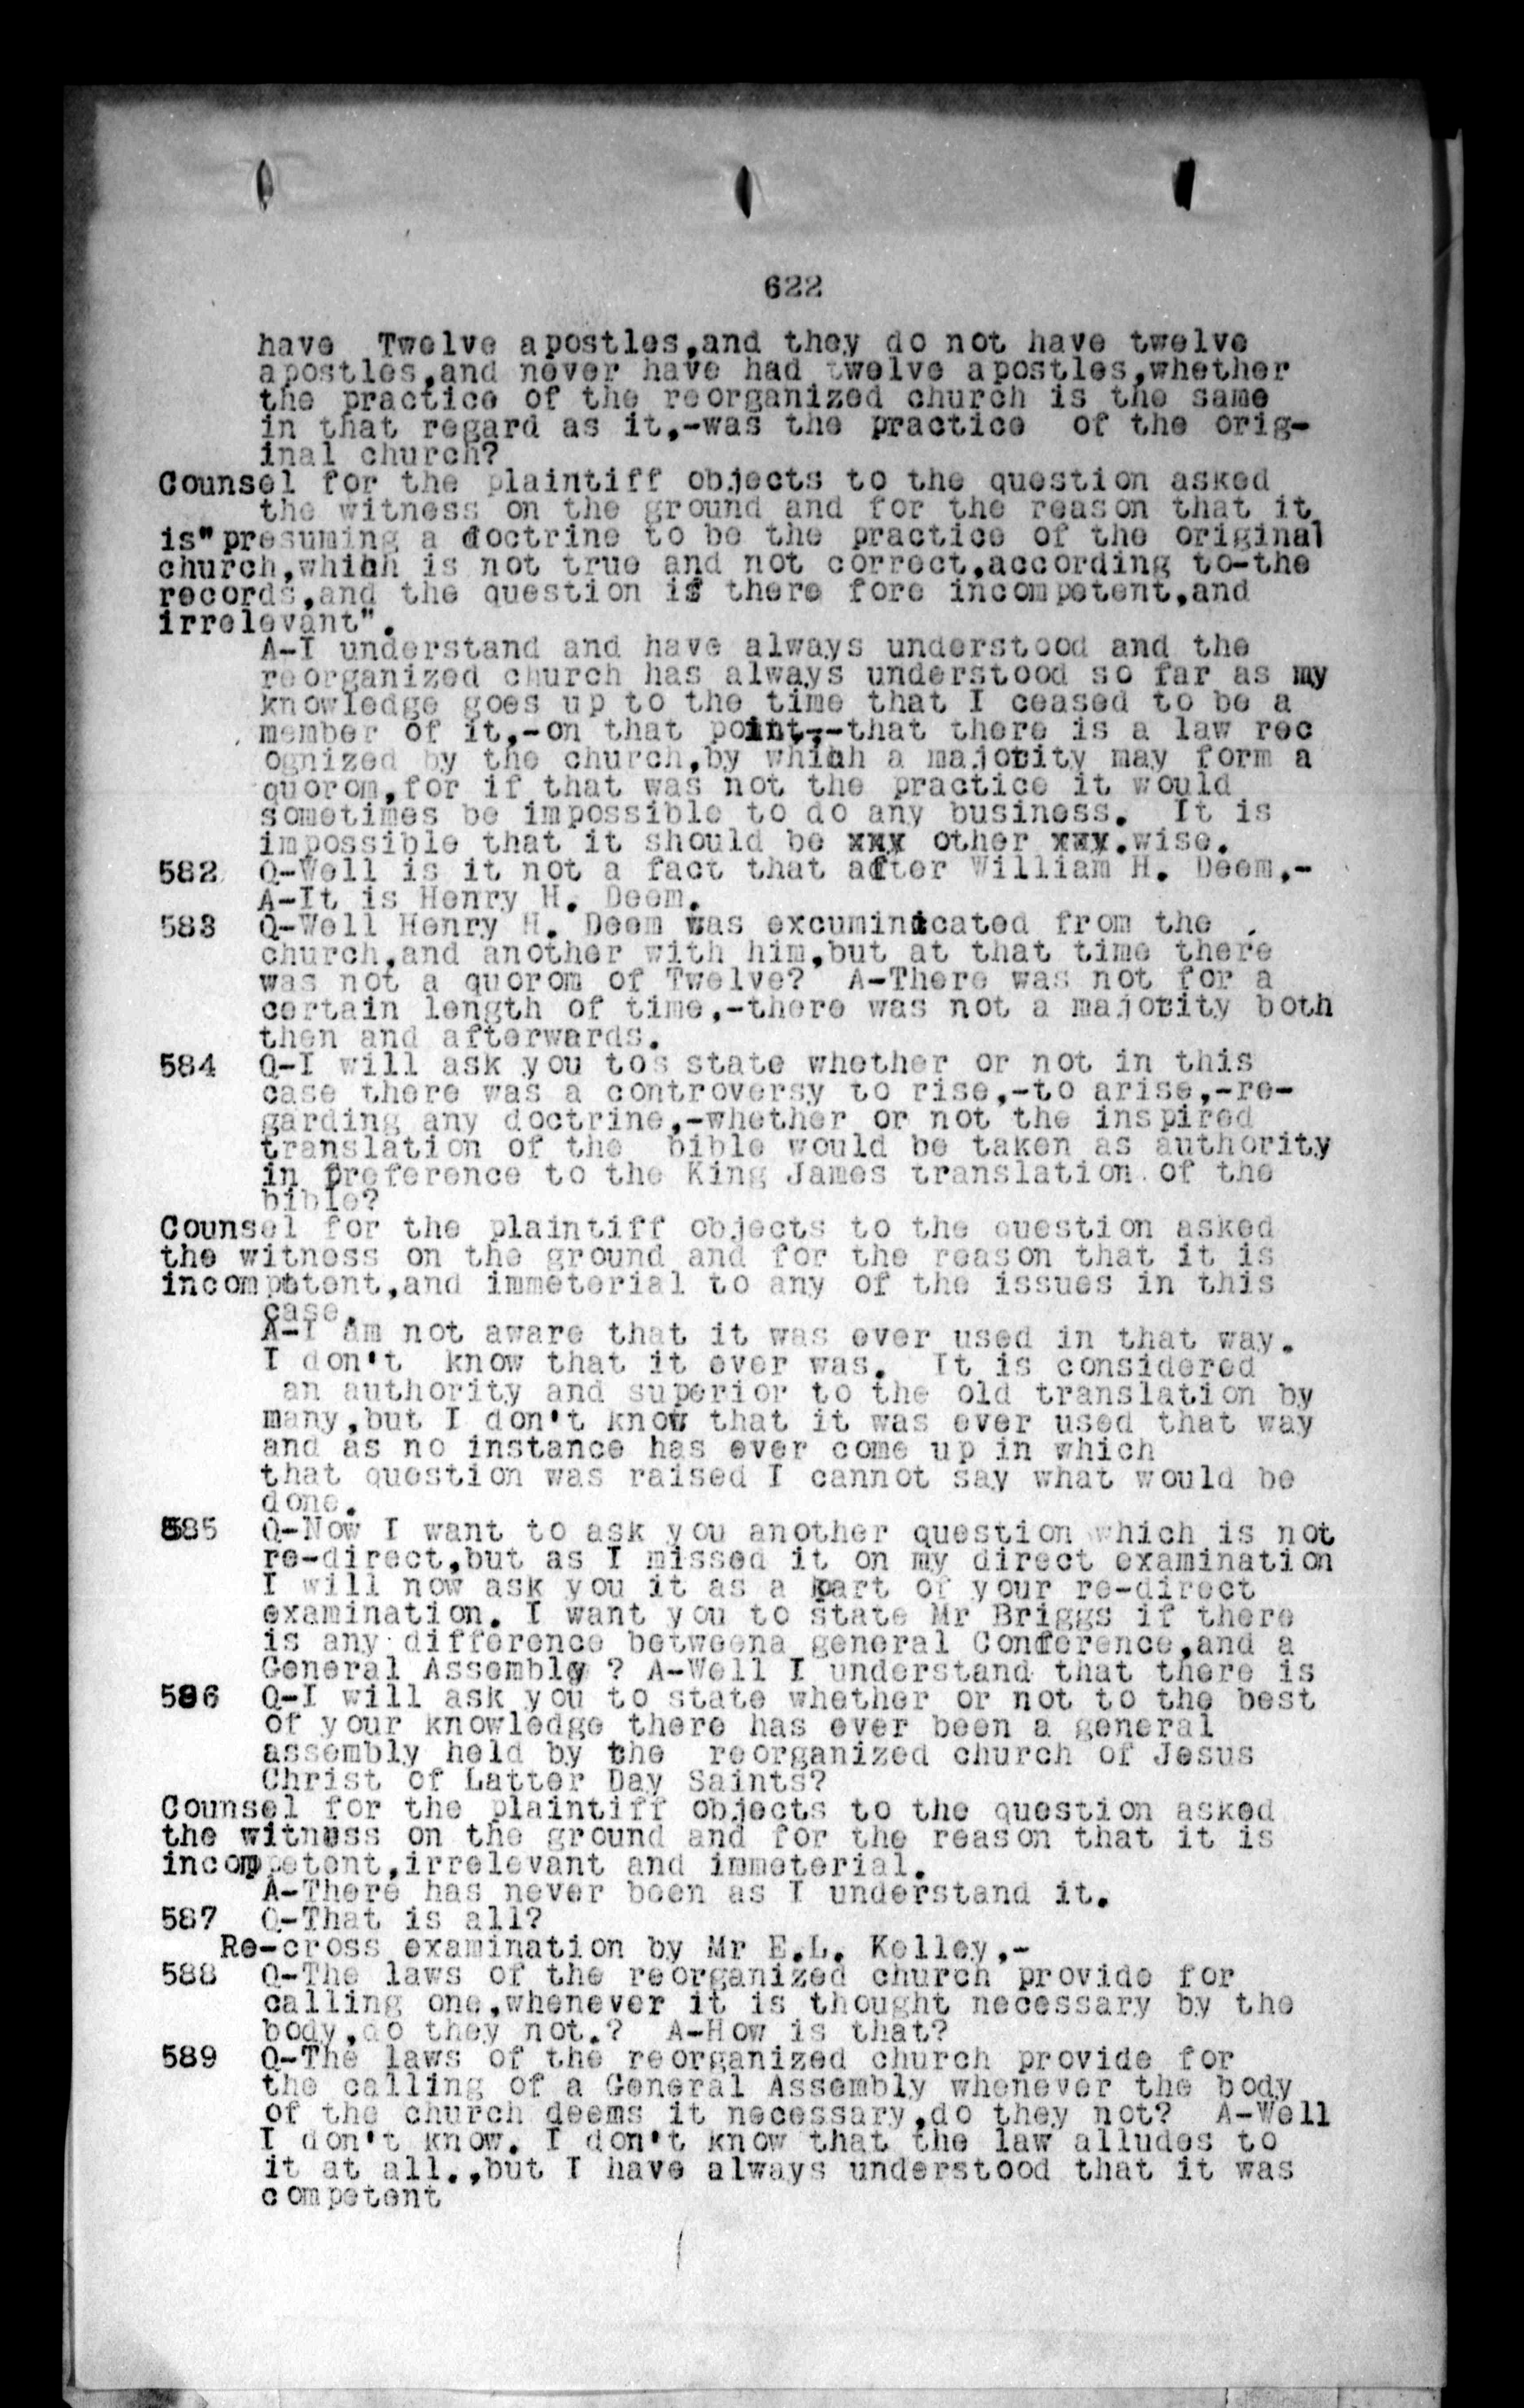 622
have Twelve apostles,and they do not have twelve
apostles,and never have had twelve apostles,whether
the practice of the reorganized church is the same
in that regard as it,-was the practice of the orig-
inal church?
Counsel for the plaintiff objects to the question asked
the witness on the ground and for the reason that it
is"presuming a doctrine to be the practice of the original
church,whihh is not true and not correct,according to-the
records,and the question is there fore incompetent,and
irrelevant".
A-I understand and have always understood and the
reorganized church has always understood so far as my
knowledge goes up to the time that I ceased to be a
member of it,-on that point,--that there is a law rec
ognized by the church,by whihh a majority may form a
quorom,for if that was not the practice it would
sometimes be impossible to do any business. It is
impossible that it should be xxy other xxy.wise.
582 Q-Well is it not a fact that after William H. Deem,-
A-It is Henry H. Deem.
583 Q-Well Henry H. Deem was excuminicated from the
church,and another with him,but at that time there
was not a quorom of Twelve? A-There was not for a
certain length of time,-there was not a majority both
then and afterwards.
584 Q-I will ask you tos state whether or not in this
case there was a controversy to rise,-to arise,-re-
garding any doctrine,-whether or not the inspired
translation of the bible would be taken as authority
in preference to the King James translation of the
bible?
Counsel for the plaintiff objects to the question asked
the witness on the ground and for the reason that it is
incompetent,and immeterial to any of the issues in this
case.
A-I am not aware that it was ever used in that way.
I don't know that it ever was. It is considered
an authority and superior to the old translation by
many,but I don't know that it was ever used that way
and as no instance has ever come up in which
that question was raised I cannot say what would be
done.
585 Q-Now I want to ask you another question which is not
re-direct,but as I missed it on my direct examination
I will now ask you it as a part of your re-direct
examination. I want you to state Mr Briggs if there
is any difference betweena general Conference,and a
General Assembly ? A-Well I understand that there is
586 Q-I will ask you to state whether or not to the best
of your knowledge there has ever been a general
assembly held by the reorganized church of Jesus
Christ of Latter Day Saints?
Counsel for the plaintiff objects to the question asked
the witness on the ground and for the reason that it is
incompetent,irrelevant and immeterial.
A-There has never been as I understand it.
587 Q-That is all?
Re-cross examination by Mr E.L. Kelley,-
588 Q-The laws of the reorganized church provide for
calling one,whenever it is thought necessary by the
body,do they not.? A-How is that?
589 Q-The laws of the reorganized church provide for
the calling of a General Assembly whenever the body
of the church deems it necessary,do they not? A-Well
I don't know. I don't know that the law alludes to
it at all.,but I have always understood that it was
competent